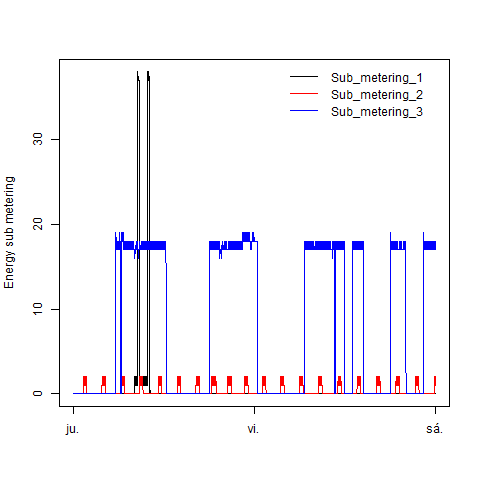 Sub_metering_1
Sub_metering_2
Sub_metering_3
Energy sub metering
30
20
10
0
ju.
vi.
sá.